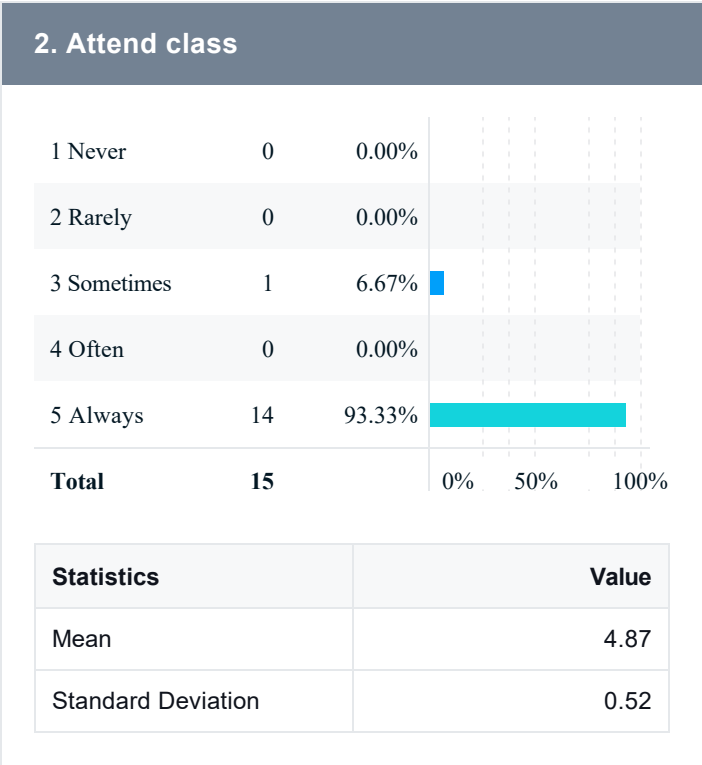 2. Attend class
1 Never 0 0.00%
2 Rarely 0 0.00%
3 Sometimes 1 6.67%
4 Often 0 0.00%
5 Always 14 93.33%
Total 15 0% 50% 100%
Statistics Value
Mean 4.87
Standard Deviation 0.52